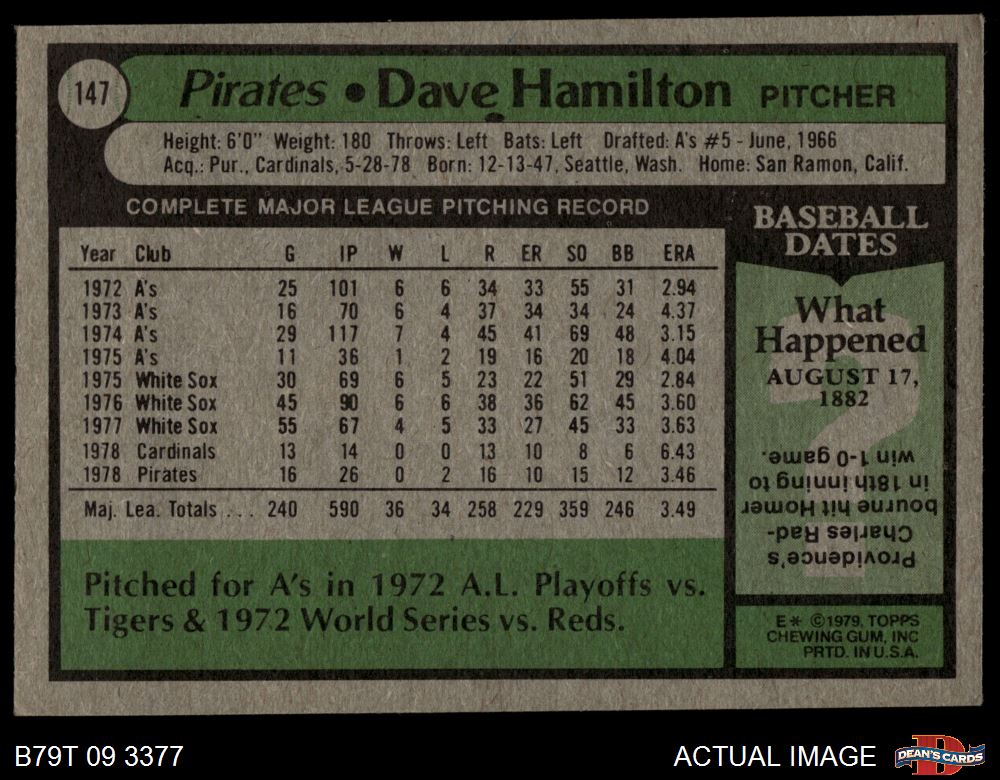 147
Pirates • Dave Hamilton PITCHER
Height: 6'0" Weight: 180 Throws: Left Bats: Left Drafted: A's #5 - June, 1966
Acq.: Pur., Cardinals, 5-28-78 Born: 12-13-47, Seattle, Wash. Home: San Ramon, Calif.
COMPLETE MAJOR LEAGUE PITCHING RECORD
Year Club G IP W L R ER SO BB ERA
1972 A's 25 101 6 6 34 33 55 31 2.94
1973 A's 16 70 6 4 37 34 34 24 4.37
1974 A's 29 117 7 4 45 41 69 48 3.15
1975 A's 11 36 1 2 19 16 20 18 4.04
1975 White Sox 30 69 6 5 23 22 51 29 2.84
1976 White Sox 45 90 6 6 38 36 62 45 3.60
1977 White Sox 55 67 4 5 33 27 45 33 3.63
1978 Cardinals 13 14 0 0 13 10 8 6 6.43
1978 Pirates 16 26 0 2 16 10 15 12 3.46
Maj. Lea. Totals . . . 240 590 36 34 258 229 359 246 3.49
Pitched for A's in 1972 A.L. Playoffs vs.
Tigers & 1972 World Series vs. Reds.
BASEBALL
DATES
What
Happened
AUGUST 17,
1882
?
Providence's
Charles Rad-
bourne hit Homer
in 18th inning to
win 1-0 game.
E* ©1979, TOPPS
CHEWING GUM, INC
PRTD. IN U.S.A.
B79T 09 3377
ACTUAL IMAGE
D
DEAN'S CARDS